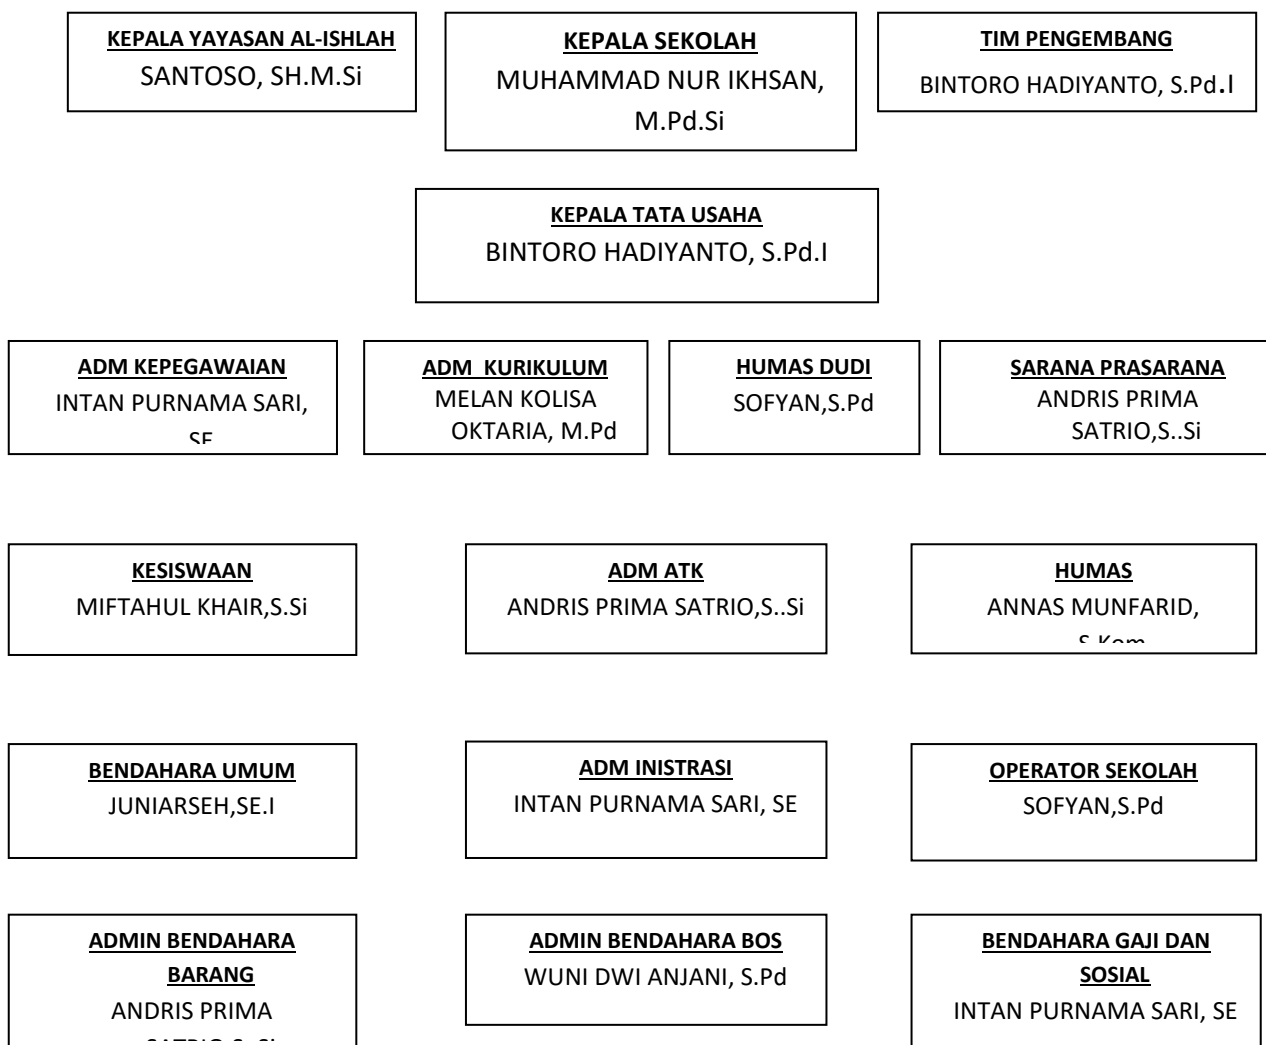 KEPALA YAYASAN AL-ISHLAH
SANTOSO, SH.M.Si
KEPALA SEKOLAH
MUHAMMAD NUR IKHSAN,
M.Pd.Si
TIM PENGEMBANG
BINTORO HADIYANTO, S.Pd.I
KEPALA TATA USAHA
BINTORO HADIYANTO, S.Pd.I
ADM KEPEGAWAIAN
INTAN PURNAMA SARI,
SE
ADM KURIKULUM
MELAN KOLISA
OKTARIA, M.Pd
HUMAS DUDI
SOFYAN,S.Pd
SARANA PRASARANA
ANDRIS PRIMA
SATRIO,S..Si
KESISWAAN
MIFTAHUL KHAIR,S.Si
ADM ATK
ANDRIS PRIMA SATRIO,S..Si
HUMAS
ANNAS MUNFARID,
S.Kom
BENDAHARA UMUM
JUNIARSEH,SE.I
ADM INISTRASI
INTAN PURNAMA SARI, SE
OPERATOR SEKOLAH
SOFYAN,S.Pd
ADMIN BENDAHARA
BARANG
ANDRIS PRIMA
SATRIO,S..Si
ADMIN BENDAHARA BOS
WUNI DWI ANJANI, S.Pd
BENDAHARA GAJI DAN
SOSIAL
INTAN PURNAMA SARI, SE